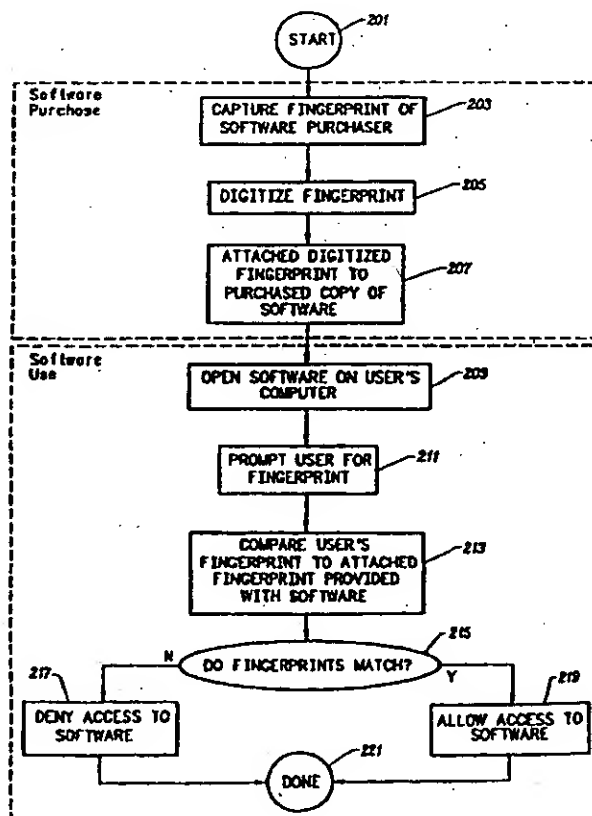 201
START
Software
Purchase
CAPTURE FINGERPRINT OF
SOFTWARE PURCHASER
203
DIGITIZE FINGERPRINT
205
ATTACHED DIGITIZED
FINGERPRINT TO
PURCHASED COPY OF
SOFTWARE
207
Software
Use
OPEN SOFTWARE ON USER'S
COMPUTER
209
PROMPT USER FOR
FINGERPRINT
211
COMPARE USER'S
FINGERPRINT TO ATTACHED
FINGERPRINT PROVIDED
WITH SOFTWARE
213
215
DO FINGERPRINTS MATCH?
N
Y
217
DENY ACCESS TO
SOFTWARE
219
ALLOW ACCESS TO
SOFTWARE
221
DONE